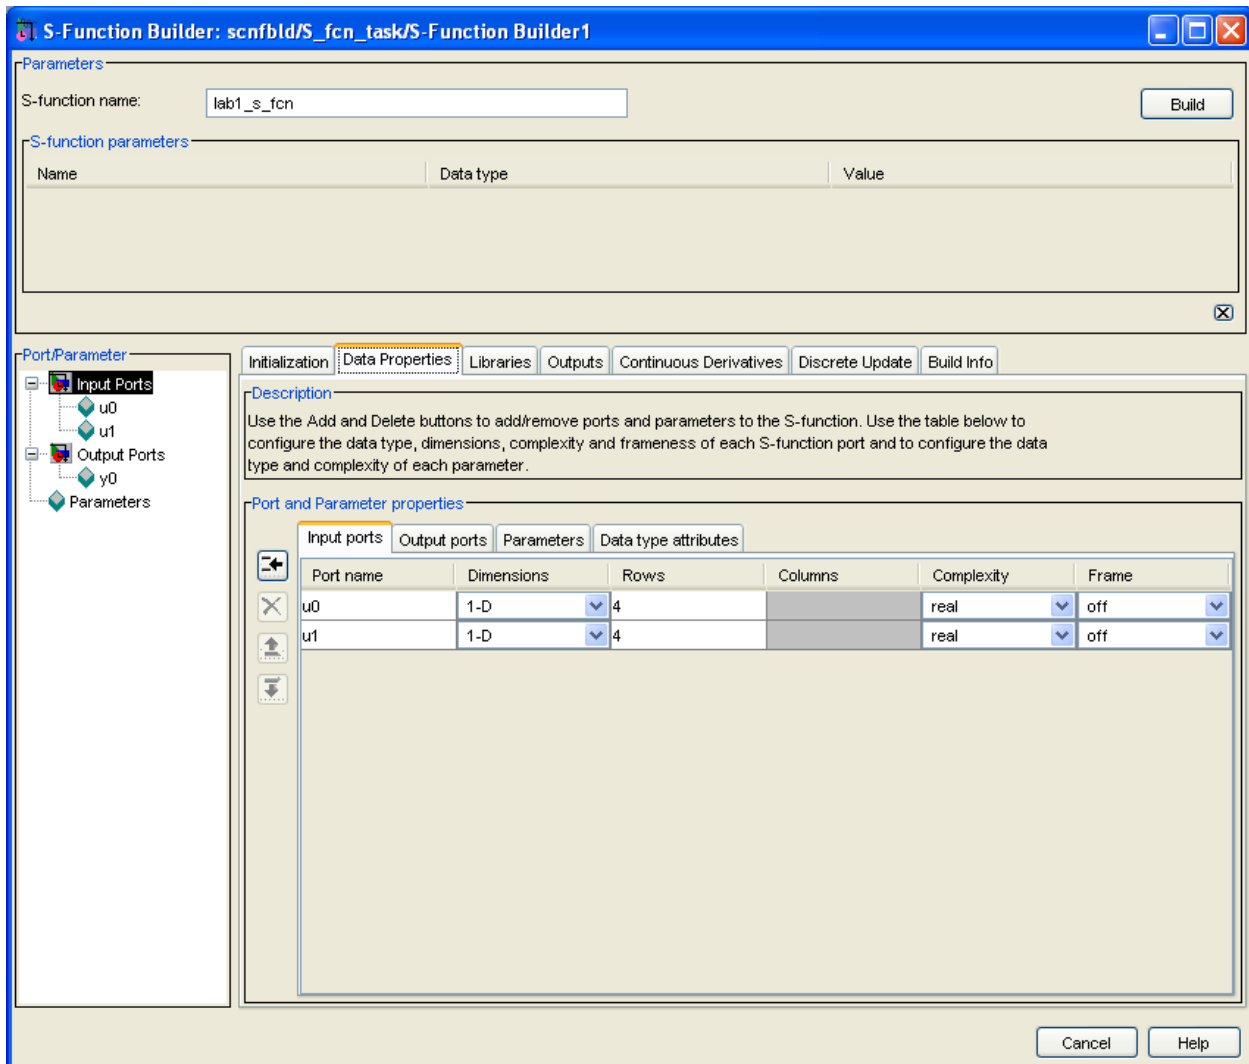 S-Function Builder: scnfbld/S_fcn_task/S-Function Builder1
Parameters
S-function name: lab1_s_fcn Build
S-function parameters
Name Data type Value
Port/Parameter
Input Ports
u0
u1
Output Ports
y0
Parameters
Initialization Data Properties Libraries Outputs Continuous Derivatives Discrete Update Build Info
Description
Use the Add and Delete buttons to add/remove ports and parameters to the S-function. Use the table below to
configure the data type, dimensions, complexity and frameness of each S-function port and to configure the data
type and complexity of each parameter.
Port and Parameter properties
Input ports Output ports Parameters Data type attributes
Port name Dimensions Rows Columns Complexity Frame
u0 1-D 4 real off
u1 1-D 4 real off
Cancel Help